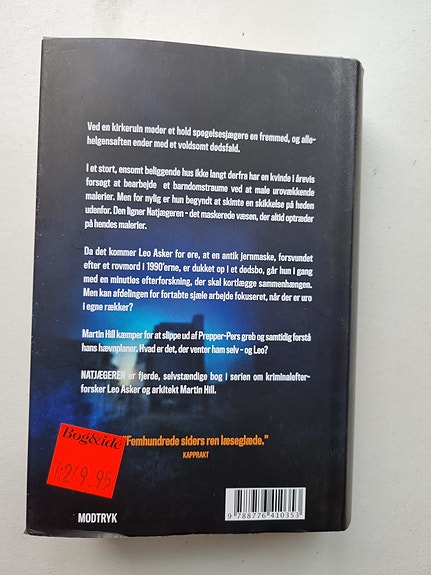 Ved en kirkeruin møder et hold spøgelsesjægere en fremmed, og alle-
helgensaften ender med et voldsomt dødsfald.
I et stort, ensomt beliggende hus ikke langt derfra har en kvinde i årevis
forsøgt at bearbejde et barndomstraume ved at male urovækkende
malerier. Men for nylig er hun begyndt at skimte en skikkelse på heden
udenfor. Den ligner Natjægeren - det maskerede væsen, der altid optræder
på hendes malerier.
Da det kommer Leo Asker for øre, at en antik jernmaske, forsvundet
efter et rovmord i 1990'erne, er dukket op i et dødsbo, går hun i gang
med en minutiøs efterforskning, der skal kortlægge sammenhængen.
Men kan afdelingen for fortabte sjæle arbejde fokuseret, når der er uro
i egne rækker?
Martin Hill kæmper for at slippe ud af Prepper-Pers greb og samtidig forstå
hans hævnplaner. Hvad er det, der venter ham selv - og Leo?
NATJÆGEREN er fjerde, selvstændige bog i serien om kriminalefter-
forsker Leo Asker og arkitekt Martin Hill.
Bog&idé
"Femhundrede siders ren læseglæde."
KAPPRAKT
219.95
MODTRYK
9 788776 410353